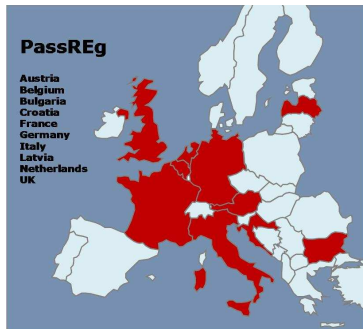 PassREg
Austria
Belgium
Bulgaria
Croatia
France
Germany
Italy
Latvia
Netherlands
UK